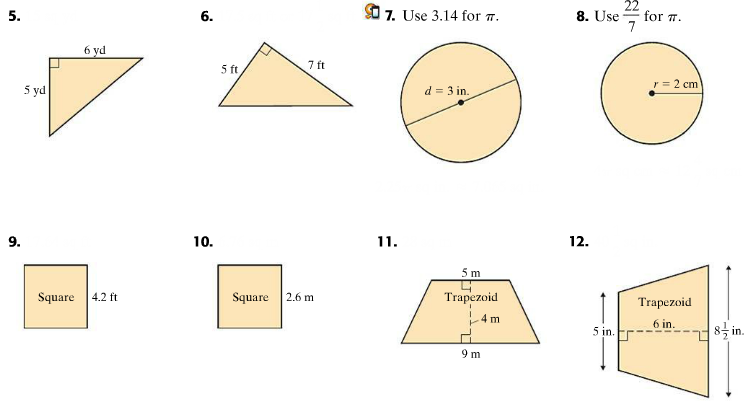 5.
6 yd
5 yd
6.
5 ft
7 ft
7. Use 3.14 for π.
d = 3 in.
8. Use 22/7 for π.
r = 2 cm
9.
Square
4.2 ft
10.
Square
2.6 m
11.
5 m
Trapezoid
4 m
9 m
12.
Trapezoid
6 in.
5 in.
8 1/2 in.